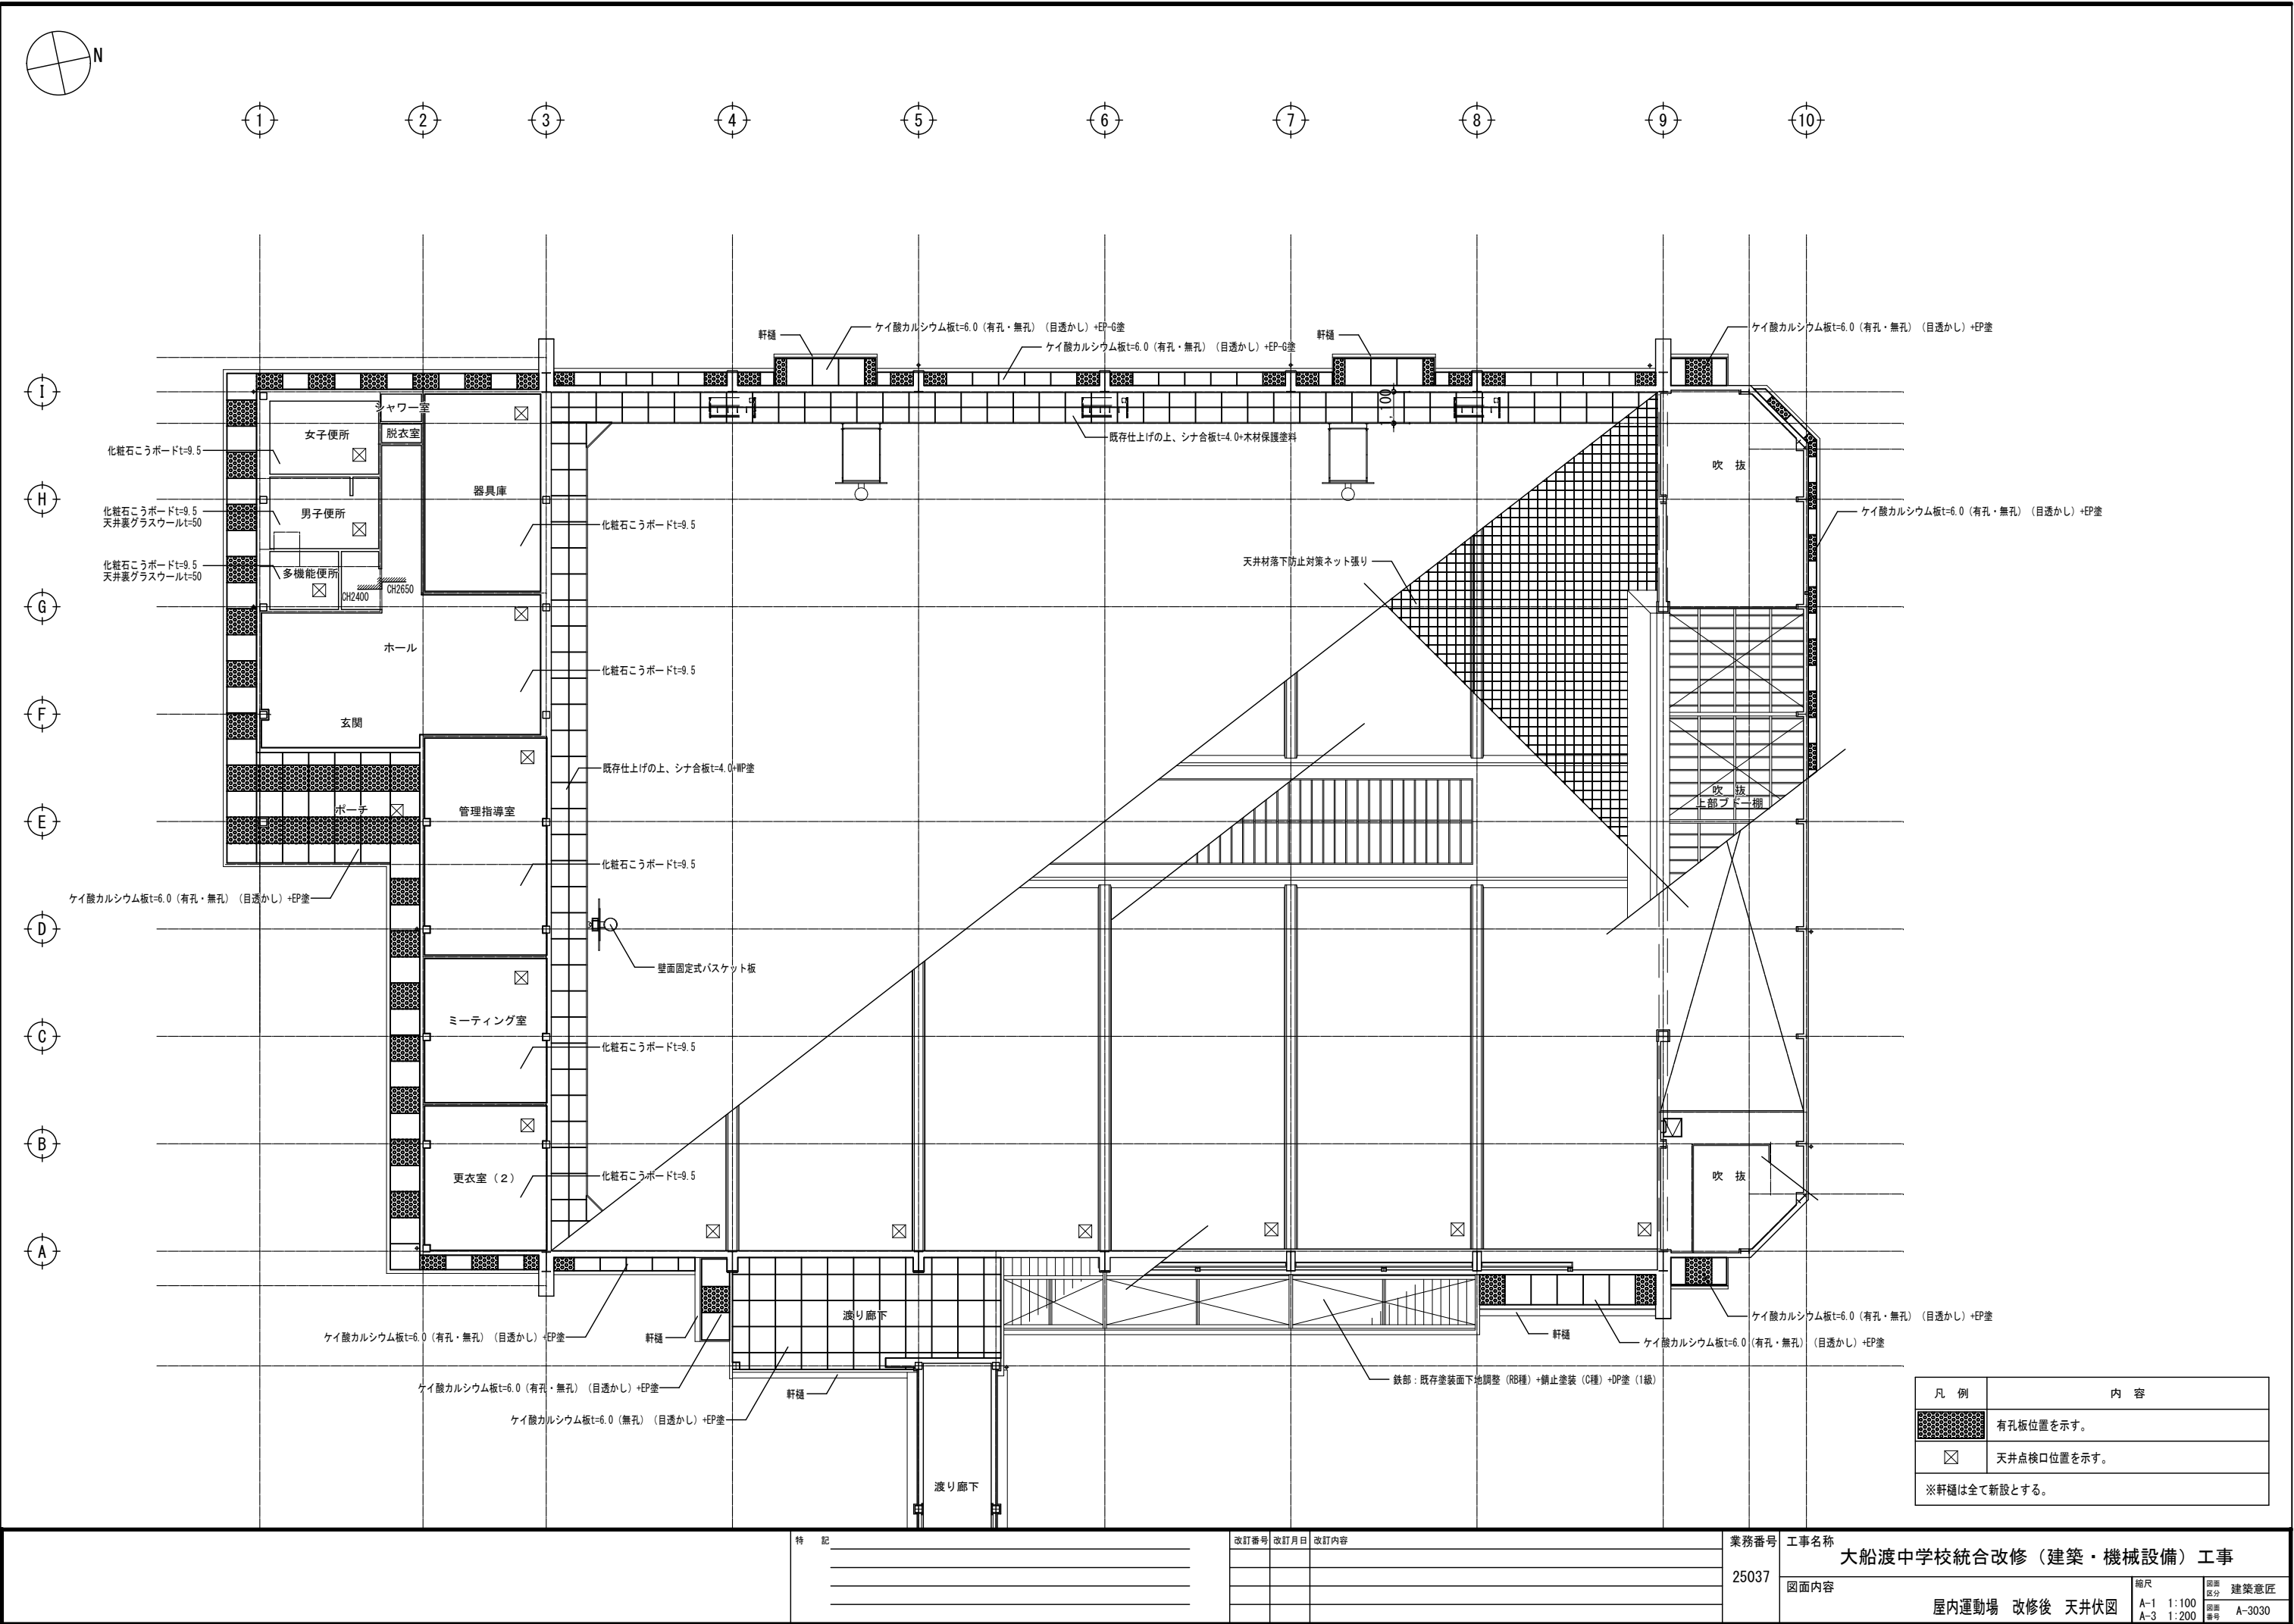 N
1
2
3
4
5
6
7
8
9
10
I
H
G
F
E
D
C
B
A
軒樋
ケイ酸カルシウム板t=6.0（有孔・無孔）（目透かし）+EP-G塗
ケイ酸カルシウム板t=6.0（有孔・無孔）（目透かし）+EP-G塗
軒樋
ケイ酸カルシウム板t=6.0（有孔・無孔）（目透かし）+EP塗
シャワー室
女子便所
脱衣室
化粧石こうボードt=9.5
器具庫
既存仕上げの上、シナ合板t=4.0+木材保護塗料
吹 抜
男子便所
化粧石こうボードt=9.5
天井裏グラスウールt=50
化粧石こうボードt=9.5
ケイ酸カルシウム板t=6.0（有孔・無孔）（目透かし）+EP塗
化粧石こうボードt=9.5
天井裏グラスウールt=50
多機能便所
CH2400
CH2650
天井材落下防止対策ネット張り
ホール
化粧石こうボードt=9.5
玄関
既存仕上げの上、シナ合板t=4.0+WP塗
ポーチ
管理指導室
吹 抜
上部ブドー棚
化粧石こうボードt=9.5
ケイ酸カルシウム板t=6.0（有孔・無孔）（目透かし）+EP塗
壁面固定式バスケット板
ミーティング室
化粧石こうボードt=9.5
更衣室（2）
化粧石こうボードt=9.5
吹 抜
渡り廊下
ケイ酸カルシウム板t=6.0（有孔・無孔）（目透かし）+EP塗
軒樋
ケイ酸カルシウム板t=6.0（有孔・無孔）（目透かし）+EP塗
軒樋
ケイ酸カルシウム板t=6.0（有孔・無孔）（目透かし）+EP塗
ケイ酸カルシウム板t=6.0（有孔・無孔）（目透かし）+EP塗
軒樋
鉄部：既存塗装面下地調整（RB種）+錆止塗装（C種）+DP塗（1級）
ケイ酸カルシウム板t=6.0（無孔）（目透かし）+EP塗
渡り廊下
凡 例 内 容
有孔板位置を示す。
天井点検口位置を示す。
※軒樋は全て新設とする。
特 記
改訂番号 改訂月日 改訂内容
業務番号
25037
工事名称
大船渡中学校統合改修（建築・機械設備）工事
図面内容
屋内運動場 改修後 天井伏図
縮尺
A-1 1:100
A-3 1:200
図面区分 建築意匠
図面番号 A-3030